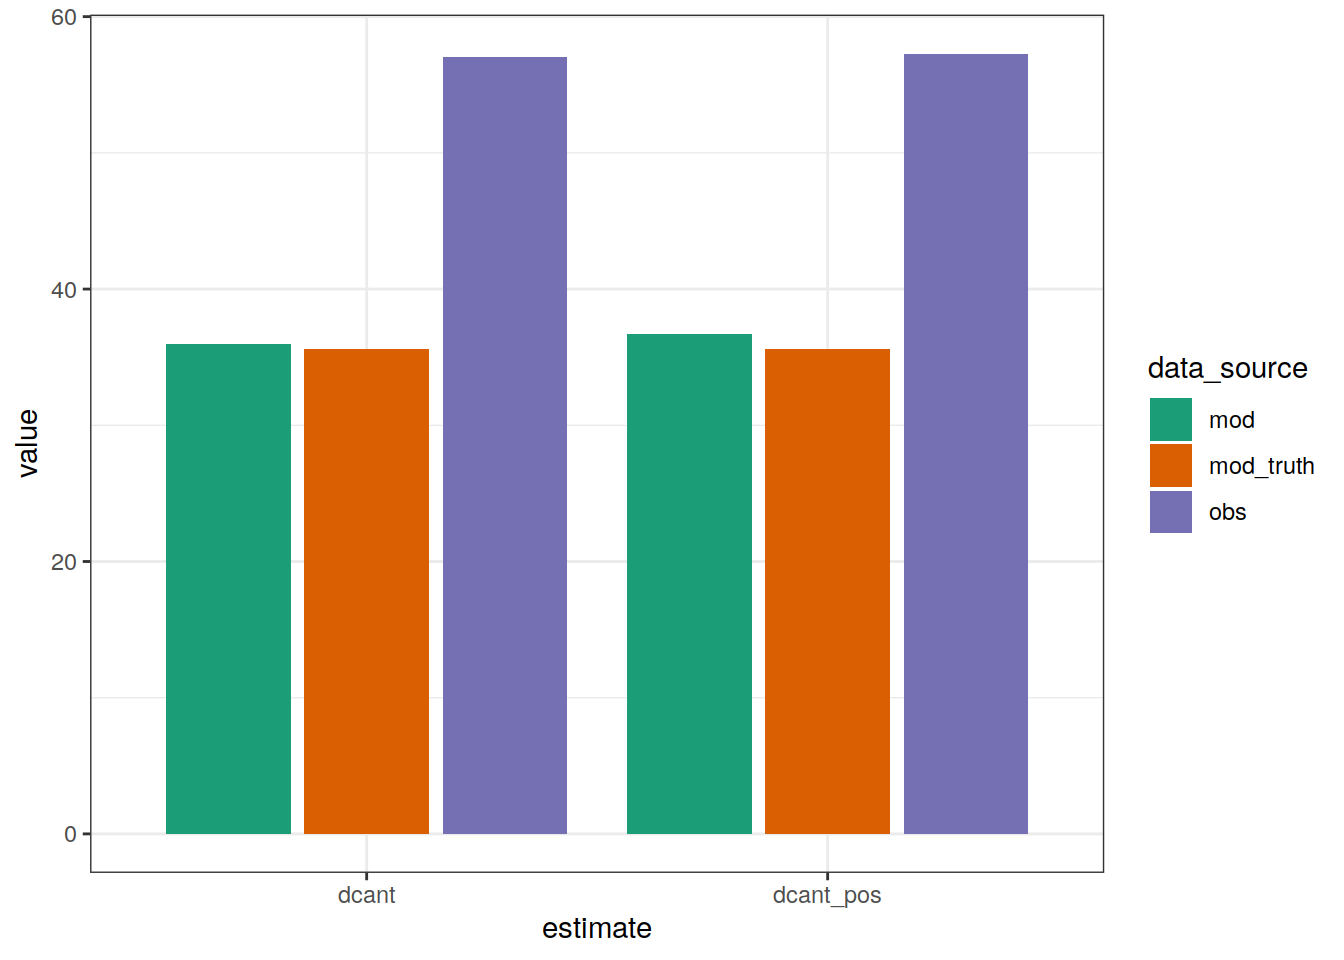 60
40
20
0
value
dcant
dcant_pos
estimate
data_source
mod
mod_truth
obs